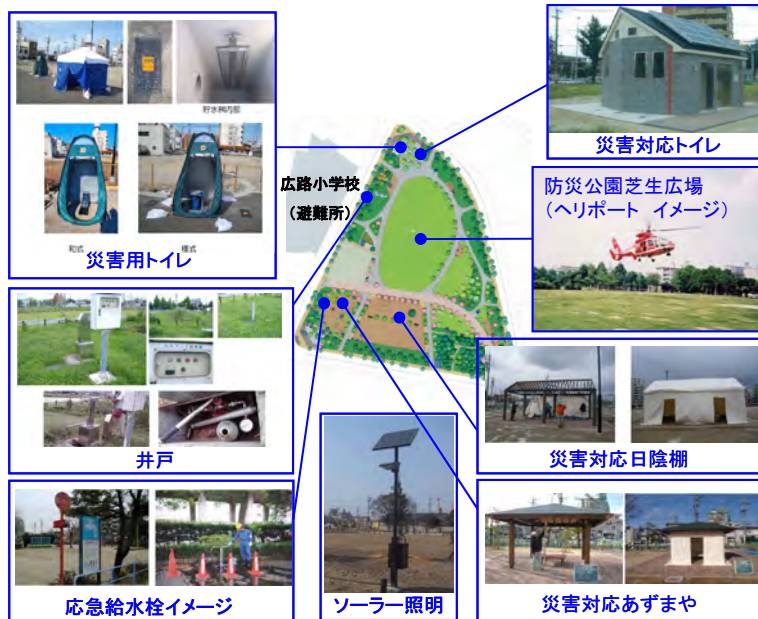 貯水桝内部
和式
様式
災害用トイレ
災害対応トイレ
広路小学校
(避難所)
防災公園芝生広場
(ヘリポート イメージ)
井戸
災害対応日陰棚
応急給水栓イメージ
ソーラー照明
災害対応あずまや